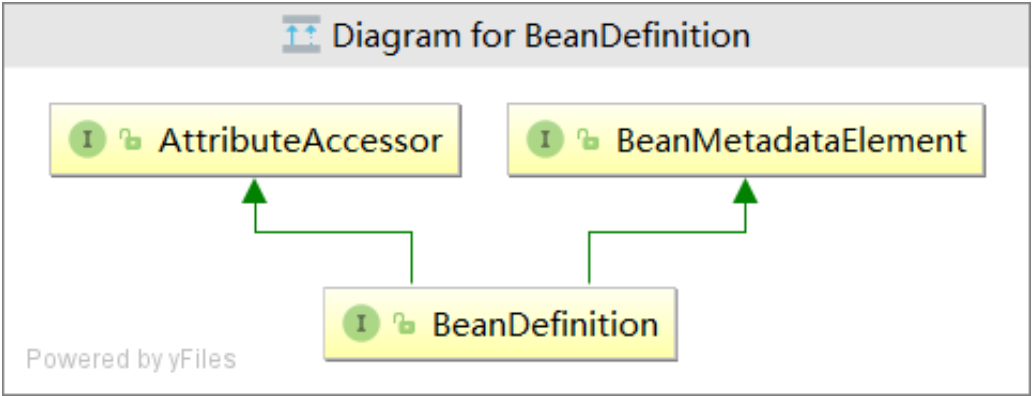 Diagram for BeanDefinition
I AttributeAccessor
I BeanMetadataElement
I BeanDefinition
Powered by yFiles